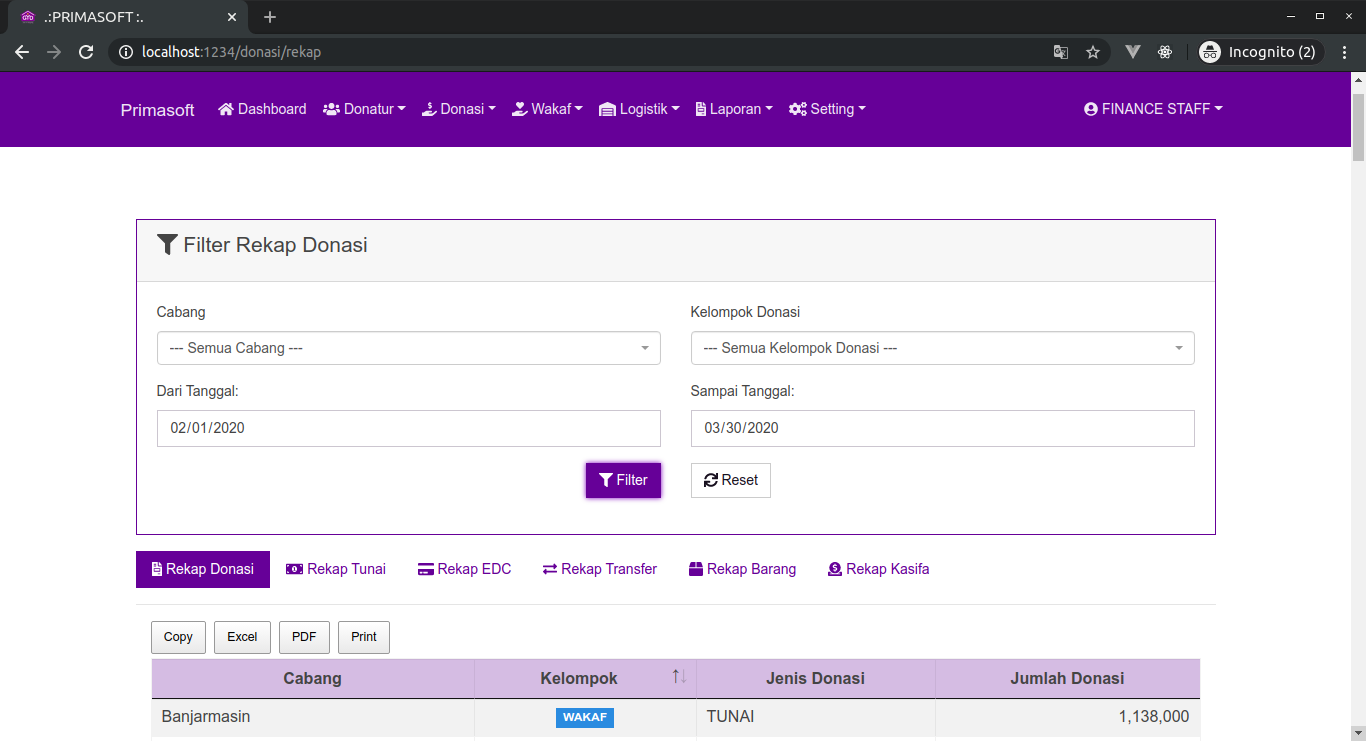 .:PRIMASOFT :.
localhost:1234/donasi/rekap
Incognito (2)
Primasoft Dashboard Donatur Donasi Wakaf Logistik Laporan Setting FINANCE STAFF
Filter Rekap Donasi
Cabang Kelompok Donasi
--- Semua Cabang --- --- Semua Kelompok Donasi ---
Dari Tanggal: Sampai Tanggal:
02/01/2020 03/30/2020
Filter Reset
Rekap Donasi Rekap Tunai Rekap EDC Rekap Transfer Rekap Barang Rekap Kasifa
Copy Excel PDF Print
Cabang Kelompok Jenis Donasi Jumlah Donasi
Banjarmasin WAKAF TUNAI 1,138,000